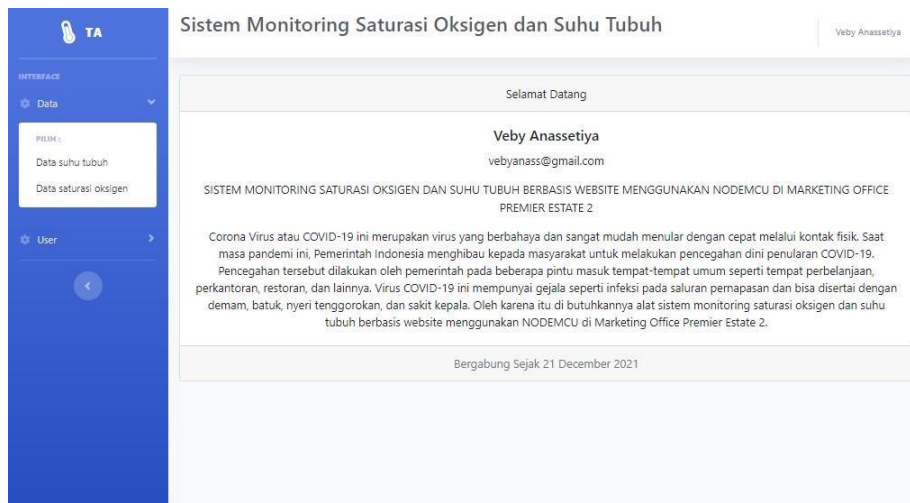 TA
INTERFACE
Data
PILIH :
Data suhu tubuh
Data saturasi oksigen
User
Sistem Monitoring Saturasi Oksigen dan Suhu Tubuh
Veby Anassetiya
Selamat Datang
Veby Anassetiya
vebyanass@gmail.com
SISTEM MONITORING SATURASI OKSIGEN DAN SUHU TUBUH BERBASIS WEBSITE MENGGUNAKAN NODEMCU DI MARKETING OFFICE
PREMIER ESTATE 2
Corona Virus atau COVID-19 ini merupakan virus yang berbahaya dan sangat mudah menular dengan cepat melalui kontak fisik. Saat
masa pandemi ini, Pemerintah Indonesia menghibau kepada masyarakat untuk melakukan pencegahan dini penularan COVID-19.
Pencegahan tersebut dilakukan oleh pemerintah pada beberapa pintu masuk tempat-tempat umum seperti tempat perbelanjaan,
perkantoran, restoran, dan lainnya. Virus COVID-19 ini mempunyai gejala seperti infeksi pada saluran pernapasan dan bisa disertai dengan
demam, batuk, nyeri tenggorokan, dan sakit kepala. Oleh karena itu di butuhkannya alat sistem monitoring saturasi oksigen dan suhu
tubuh berbasis website menggunakan NODEMCU di Marketing Office Premier Estate 2.
Bergabung Sejak 21 December 2021